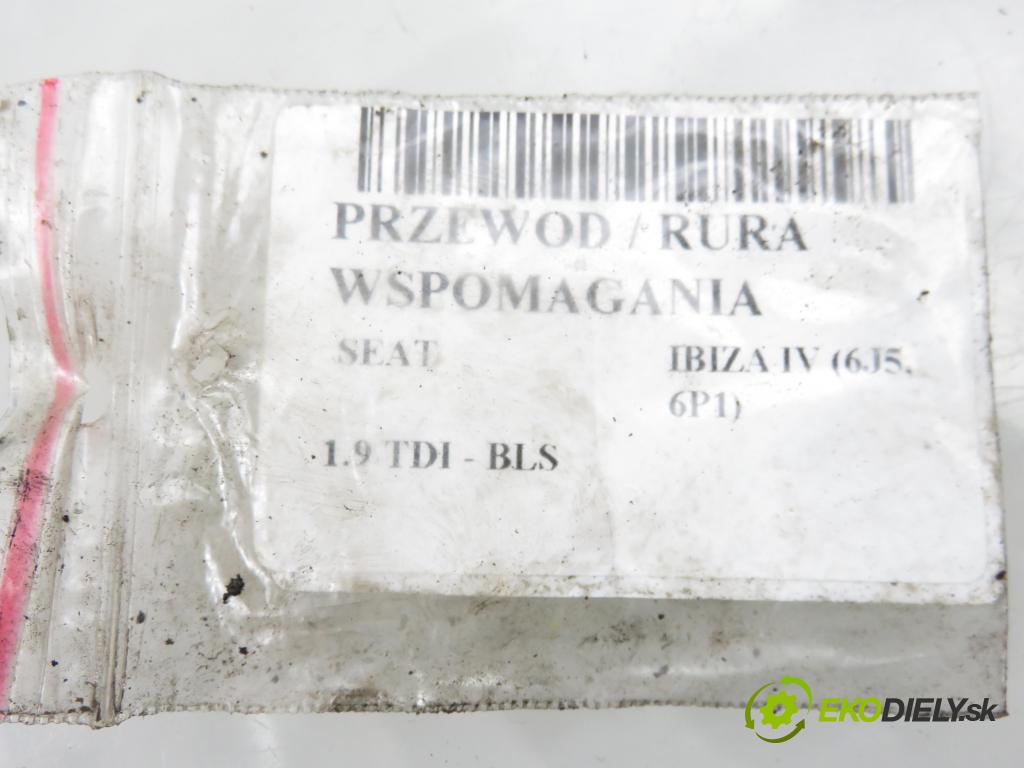 PRZEWOD / RURA
WSPOMAGANIA
SEAT IBIZA IV (6J5,
6P1)
1.9 TDI - BLS
EKODIELY.sk